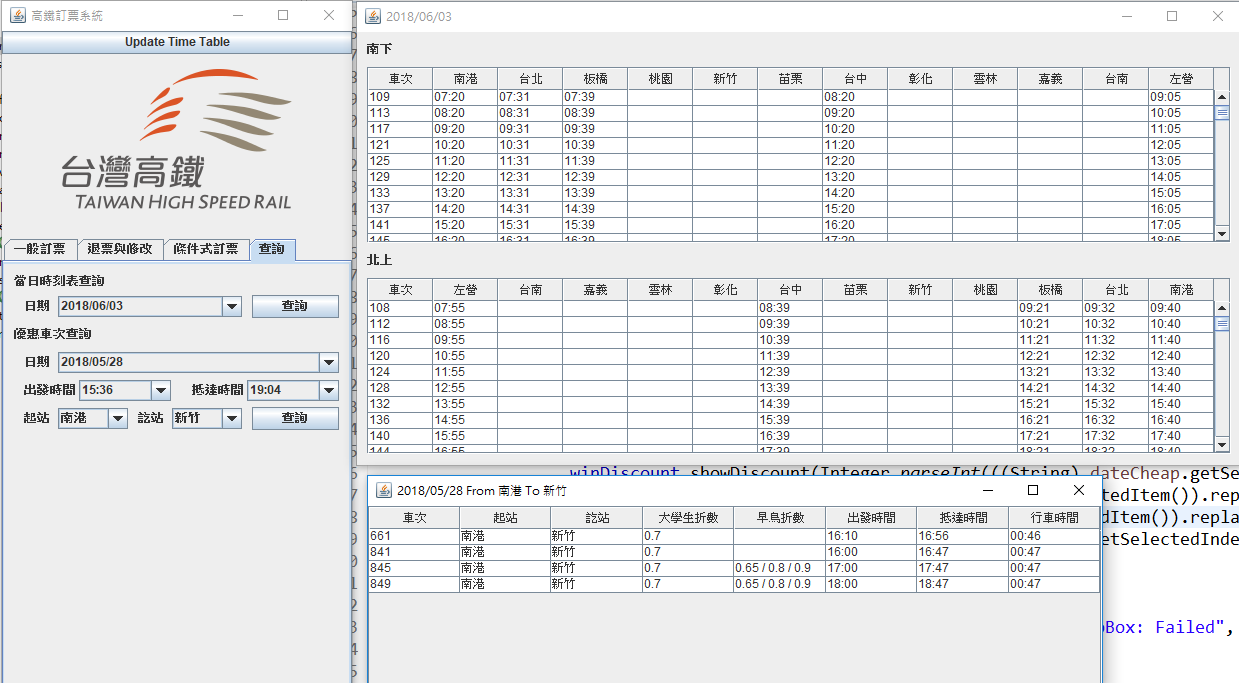 高鐵訂票系統
Update Time Table
台灣高鐵
TAIWAN HIGH SPEED RAIL
一般訂票 退票與修改 條件式訂票 查詢
當日時刻表查詢
日期 2018/06/03 查詢
優惠車次查詢
日期 2018/05/28
出發時間 15:36 抵達時間 19:04
起站 南港 訖站 新竹 查詢
2018/06/03
南下
車次 南港 台北 板橋 桃園 新竹 苗栗 台中 彰化 雲林 嘉義 台南 左營
109 07:20 07:31 07:39 08:20 09:05
113 08:20 08:31 08:39 09:20 10:05
117 09:20 09:31 09:39 10:20 11:05
121 10:20 10:31 10:39 11:20 12:05
125 11:20 11:31 11:39 12:20 13:05
129 12:20 12:31 12:39 13:20 14:05
133 13:20 13:31 13:39 14:20 15:05
137 14:20 14:31 14:39 15:20 16:05
141 15:20 15:31 15:39 16:20 17:05
145 16:20 16:31 16:39 17:20 18:05
北上
車次 左營 台南 嘉義 雲林 彰化 台中 苗栗 新竹 桃園 板橋 台北 南港
108 07:55 08:39 09:21 09:32 09:40
112 08:55 09:39 10:21 10:32 10:40
116 09:55 10:39 11:21 11:32 11:40
120 10:55 11:39 12:21 12:32 12:40
124 11:55 12:39 13:21 13:32 13:40
128 12:55 13:39 14:21 14:32 14:40
132 13:55 14:39 15:21 15:32 15:40
136 14:55 15:39 16:21 16:32 16:40
140 15:55 16:39 17:21 17:32 17:40
144 16:55 17:39 18:21 18:32 18:40
winDiscount.showDiscount(Integer.parseInt(((String) dateCheap.getSe
tedItem()).rep
dItem()).repla
etSelectedInde
oBox: Failed",
2018/05/28 From 南港 To 新竹
車次 起站 訖站 大學生折數 早鳥折數 出發時間 抵達時間 行車時間
661 南港 新竹 0.7 16:10 16:56 00:46
841 南港 新竹 0.7 16:00 16:47 00:47
845 南港 新竹 0.7 0.65 / 0.8 / 0.9 17:00 17:47 00:47
849 南港 新竹 0.7 0.65 / 0.8 / 0.9 18:00 18:47 00:47